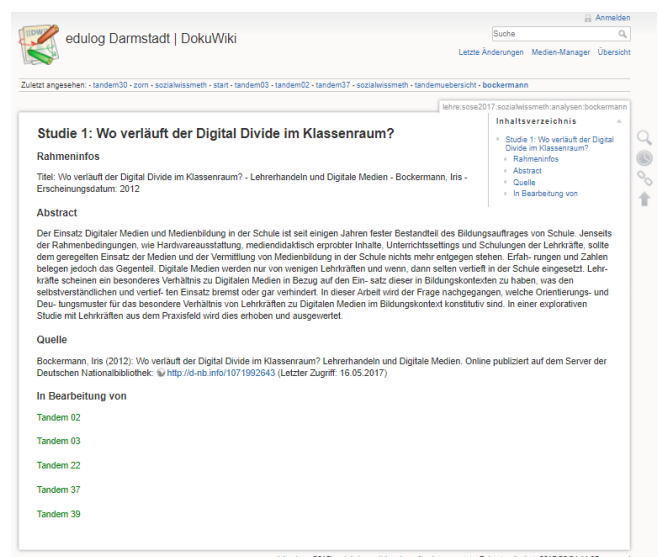 Anmelden
edulog Darmstadt | DokuWiki
Suche
Letzte Änderungen Medien-Manager Übersicht
Zuletzt angesehen: - tandem30 - zorn - sozialwissmeth - start - tandem03 - tandem02 - tandem37 - sozialwissmeth - tandemuebersicht - bockermann
lehre:sose2017:sozialwissmeth:analysen:bockermann
Inhaltsverzeichnis
Studie 1: Wo verläuft der Digital
Divide im Klassenraum?
Rahmeninfos
Abstract
Quelle
In Bearbeitung von
Studie 1: Wo verläuft der Digital Divide im Klassenraum?
Rahmeninfos
Titel: Wo verläuft der Digital Divide im Klassenraum? - Lehrerhandeln und Digitale Medien - Bockermann, Iris -
Erscheinungsdatum: 2012
Abstract
Der Einsatz Digitaler Medien und Medienbildung in der Schule ist seit einigen Jahren fester Bestandteil des Bildungsauftrages von Schule. Jenseits
der Rahmenbedingungen, wie Hardwareausstattung, mediendidaktisch erprobter Inhalte, Unterrichtssettings und Schulungen der Lehrkräfte, sollte
dem geregelten Einsatz der Medien und der Vermittlung von Medienbildung in der Schule nichts mehr entgegen stehen. Erfah- rungen und Zahlen
belegen jedoch das Gegenteil. Digitale Medien werden nur von wenigen Lehrkräften und wenn, dann selten vertieft in der Schule eingesetzt. Lehr-
kräfte scheinen ein besonderes Verhältnis zu Digitalen Medien in Bezug auf den Ein- satz dieser in Bildungskontexten zu haben, was den
selbstverständlichen und vertief- ten Einsatz bremst oder gar verhindert. In dieser Arbeit wird der Frage nachgegangen, welche Orientierungs- und
Deu- tungsmuster für das besondere Verhältnis von Lehrkräften zu Digitalen Medien im Bildungskontext konstitutiv sind. In einer explorativen
Studie mit Lehrkräften aus dem Praxisfeld wird dies erhoben und ausgewertet.
Quelle
Bockermann, Iris (2012): Wo verläuft der Digital Divide im Klassenraum? Lehrerhandeln und Digitale Medien. Online publiziert auf dem Server der
Deutschen Nationalbibliothek: http://d-nb.info/1071992643 (Letzter Zugriff: 16.05.2017)
In Bearbeitung von
Tandem 02
Tandem 03
Tandem 22
Tandem 37
Tandem 39